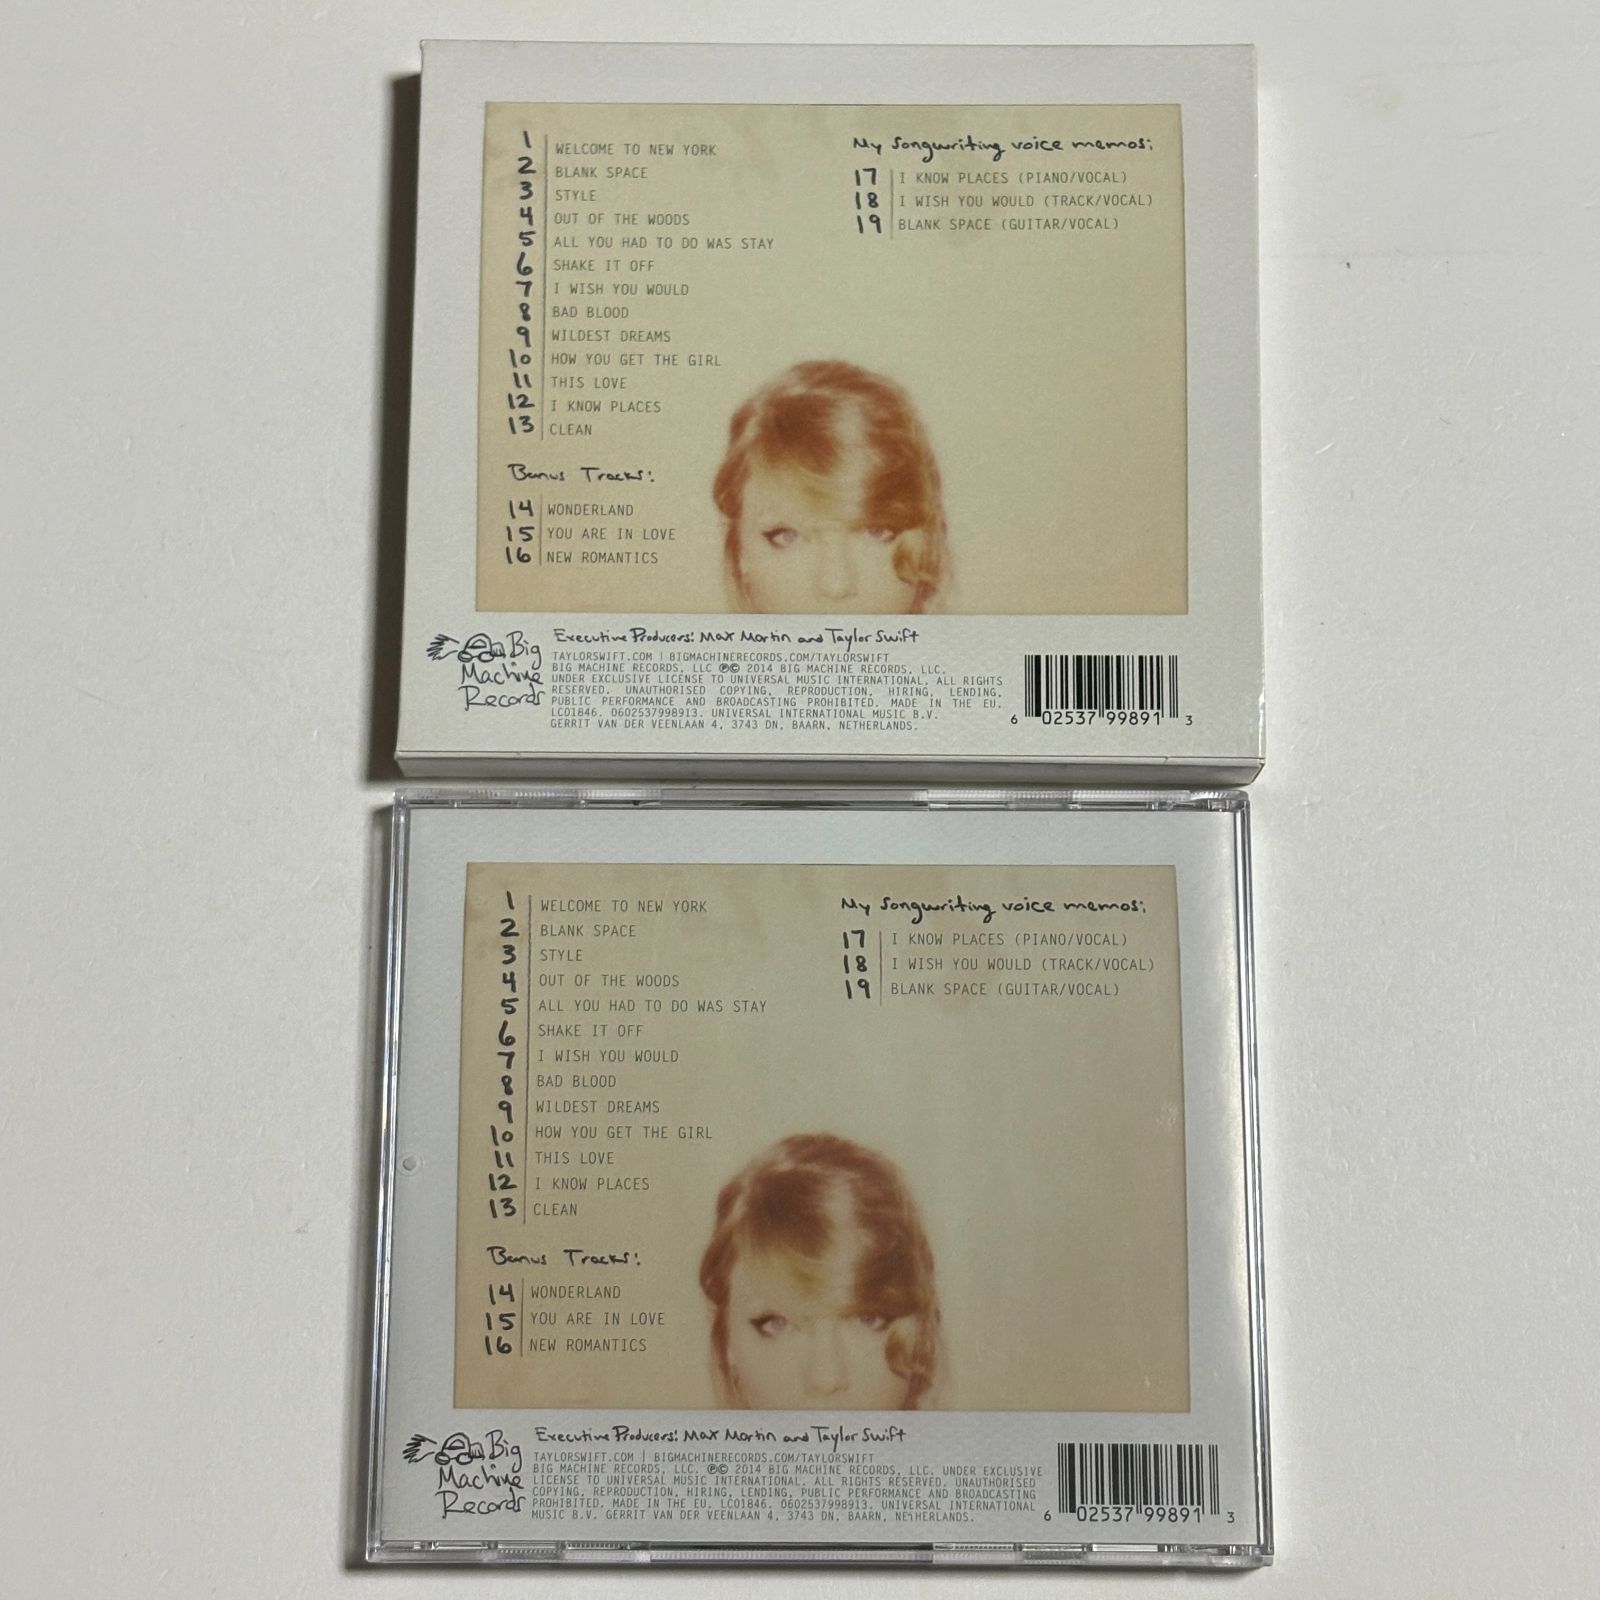 1 WELCOME TO NEW YORK
2 BLANK SPACE
3 STYLE
4 OUT OF THE WOODS
5 ALL YOU HAD TO DO WAS STAY
6 SHAKE IT OFF
7 I WISH YOU WOULD
8 BAD BLOOD
9 WILDEST DREAMS
10 HOW YOU GET THE GIRL
11 THIS LOVE
12 I KNOW PLACES
13 CLEAN
Bonus Tracks:
14 WONDERLAND
15 YOU ARE IN LOVE
16 NEW ROMANTICS
My songwriting voice memos:
17 I KNOW PLACES (PIANO/VOCAL)
18 I WISH YOU WOULD (TRACK/VOCAL)
19 BLANK SPACE (GUITAR/VOCAL)
Big
Machine
Records
Executive Producers: Max Martin and Taylor Swift
TAYLORSWIFT.COM | BIGMACHINERECORDS.COM/TAYLORSWIFT
BIG MACHINE RECORDS, LLC ℗© 2014 BIG MACHINE RECORDS, LLC.
UNDER EXCLUSIVE LICENSE TO UNIVERSAL MUSIC INTERNATIONAL. ALL RIGHTS
RESERVED. UNAUTHORISED COPYING, REPRODUCTION, HIRING, LENDING,
PUBLIC PERFORMANCE AND BROADCASTING PROHIBITED. MADE IN THE EU.
LC01846. 0602537998913. UNIVERSAL INTERNATIONAL MUSIC B.V.
GERRIT VAN DER VEENLAAN 4, 3743 DN, BAARN, NETHERLANDS.
6 02537 99891 3
1 WELCOME TO NEW YORK
2 BLANK SPACE
3 STYLE
4 OUT OF THE WOODS
5 ALL YOU HAD TO DO WAS STAY
6 SHAKE IT OFF
7 I WISH YOU WOULD
8 BAD BLOOD
9 WILDEST DREAMS
10 HOW YOU GET THE GIRL
11 THIS LOVE
12 I KNOW PLACES
13 CLEAN
Bonus Tracks:
14 WONDERLAND
15 YOU ARE IN LOVE
16 NEW ROMANTICS
My songwriting voice memos:
17 I KNOW PLACES (PIANO/VOCAL)
18 I WISH YOU WOULD (TRACK/VOCAL)
19 BLANK SPACE (GUITAR/VOCAL)
Big
Machine
Records
Executive Producers: Max Martin and Taylor Swift
TAYLORSWIFT.COM | BIGMACHINERECORDS.COM/TAYLORSWIFT
BIG MACHINE RECORDS, LLC. ℗© 2014 BIG MACHINE RECORDS, LLC. UNDER EXCLUSIVE
LICENSE TO UNIVERSAL MUSIC INTERNATIONAL. ALL RIGHTS RESERVED. UNAUTHORISED
COPYING, REPRODUCTION, HIRING, LENDING, PUBLIC PERFORMANCE AND BROADCASTING
PROHIBITED. MADE IN THE EU. LC01846. 0602537998913. UNIVERSAL INTERNATIONAL
MUSIC B.V. GERRIT VAN DER VEENLAAN 4, 3743 DN, BAARN, NETHERLANDS.
6 02537 99891 3